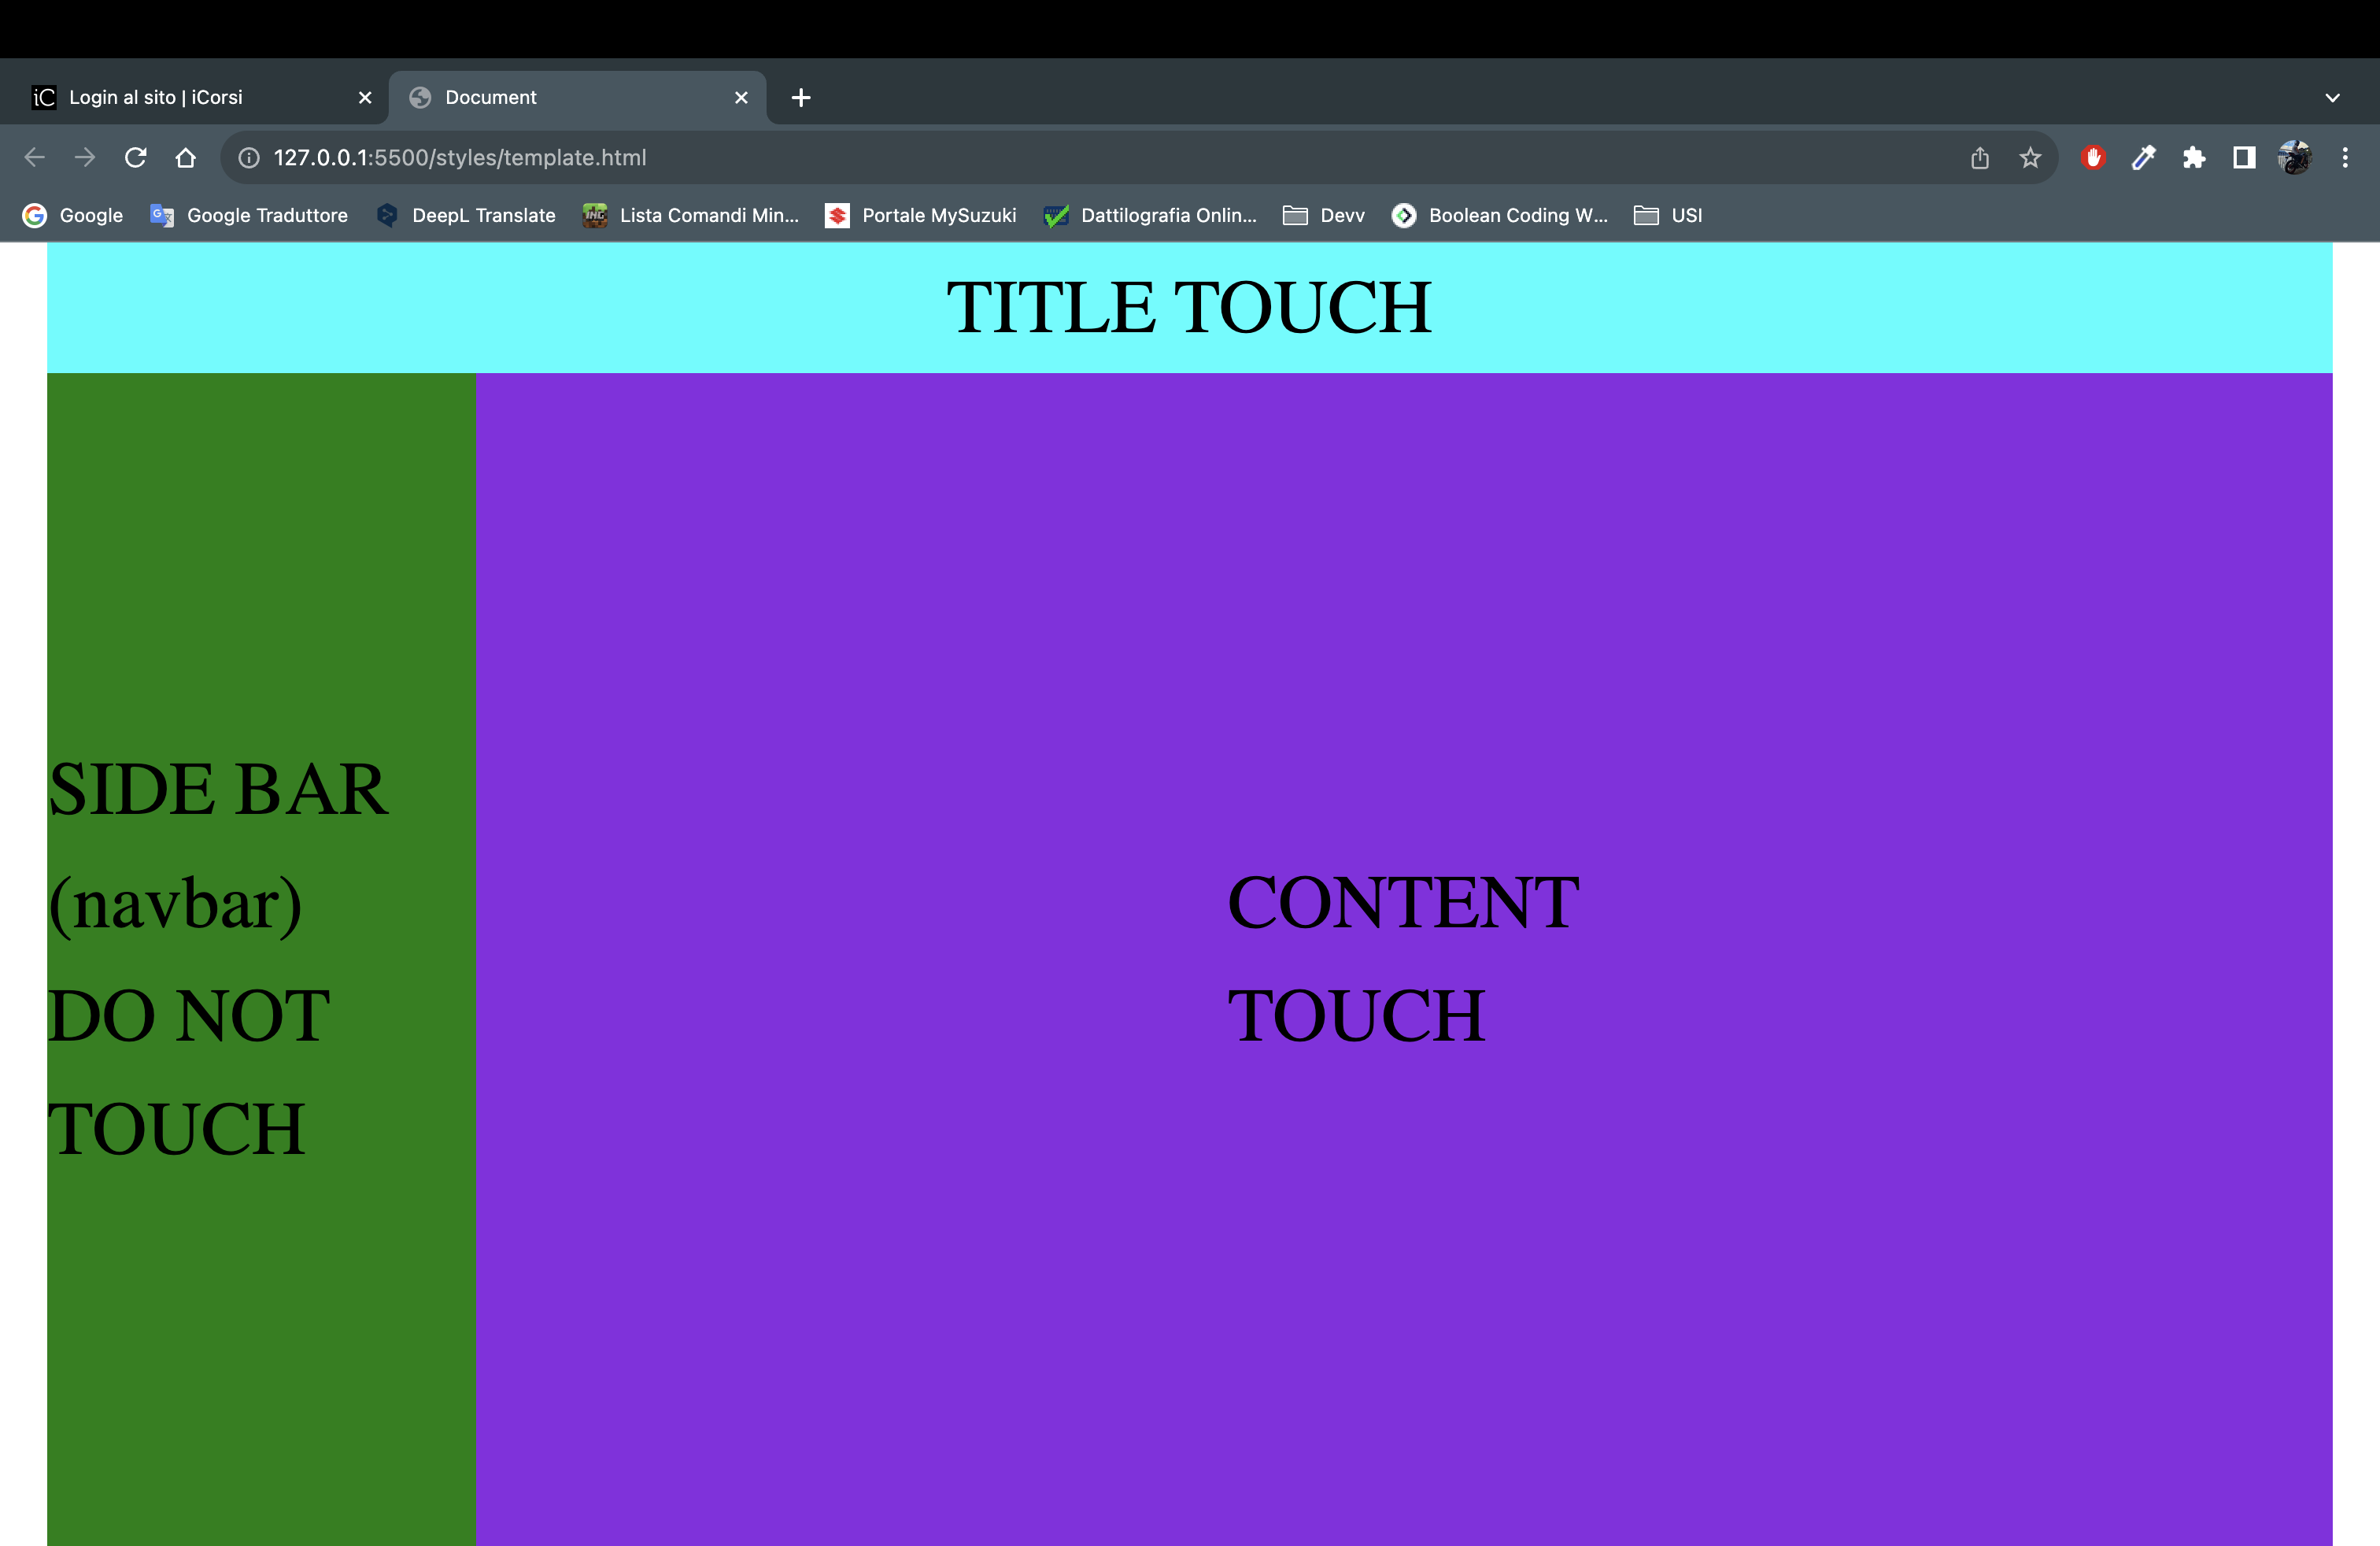 iC Login al sito | iCorsi Document
127.0.0.1:5500/styles/template.html
Google Google Traduttore DeepL Translate Lista Comandi Min... Portale MySuzuki Dattilografia Onlin... Devv Boolean Coding W... USI
TITLE TOUCH
SIDE BAR
(navbar)
DO NOT
TOUCH
CONTENT
TOUCH